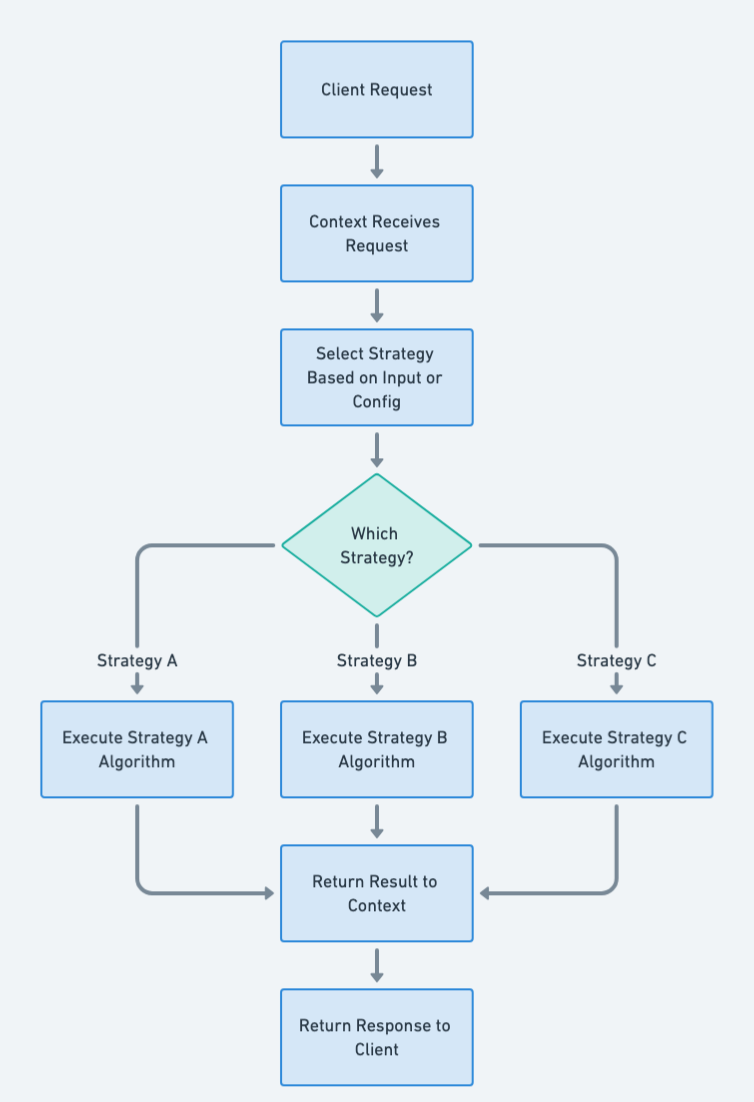 Client Request
Context Receives
Request
Select Strategy
Based on Input or
Config
Which
Strategy?
Strategy A
Strategy B
Strategy C
Execute Strategy A
Algorithm
Execute Strategy B
Algorithm
Execute Strategy C
Algorithm
Return Result to
Context
Return Response to
Client